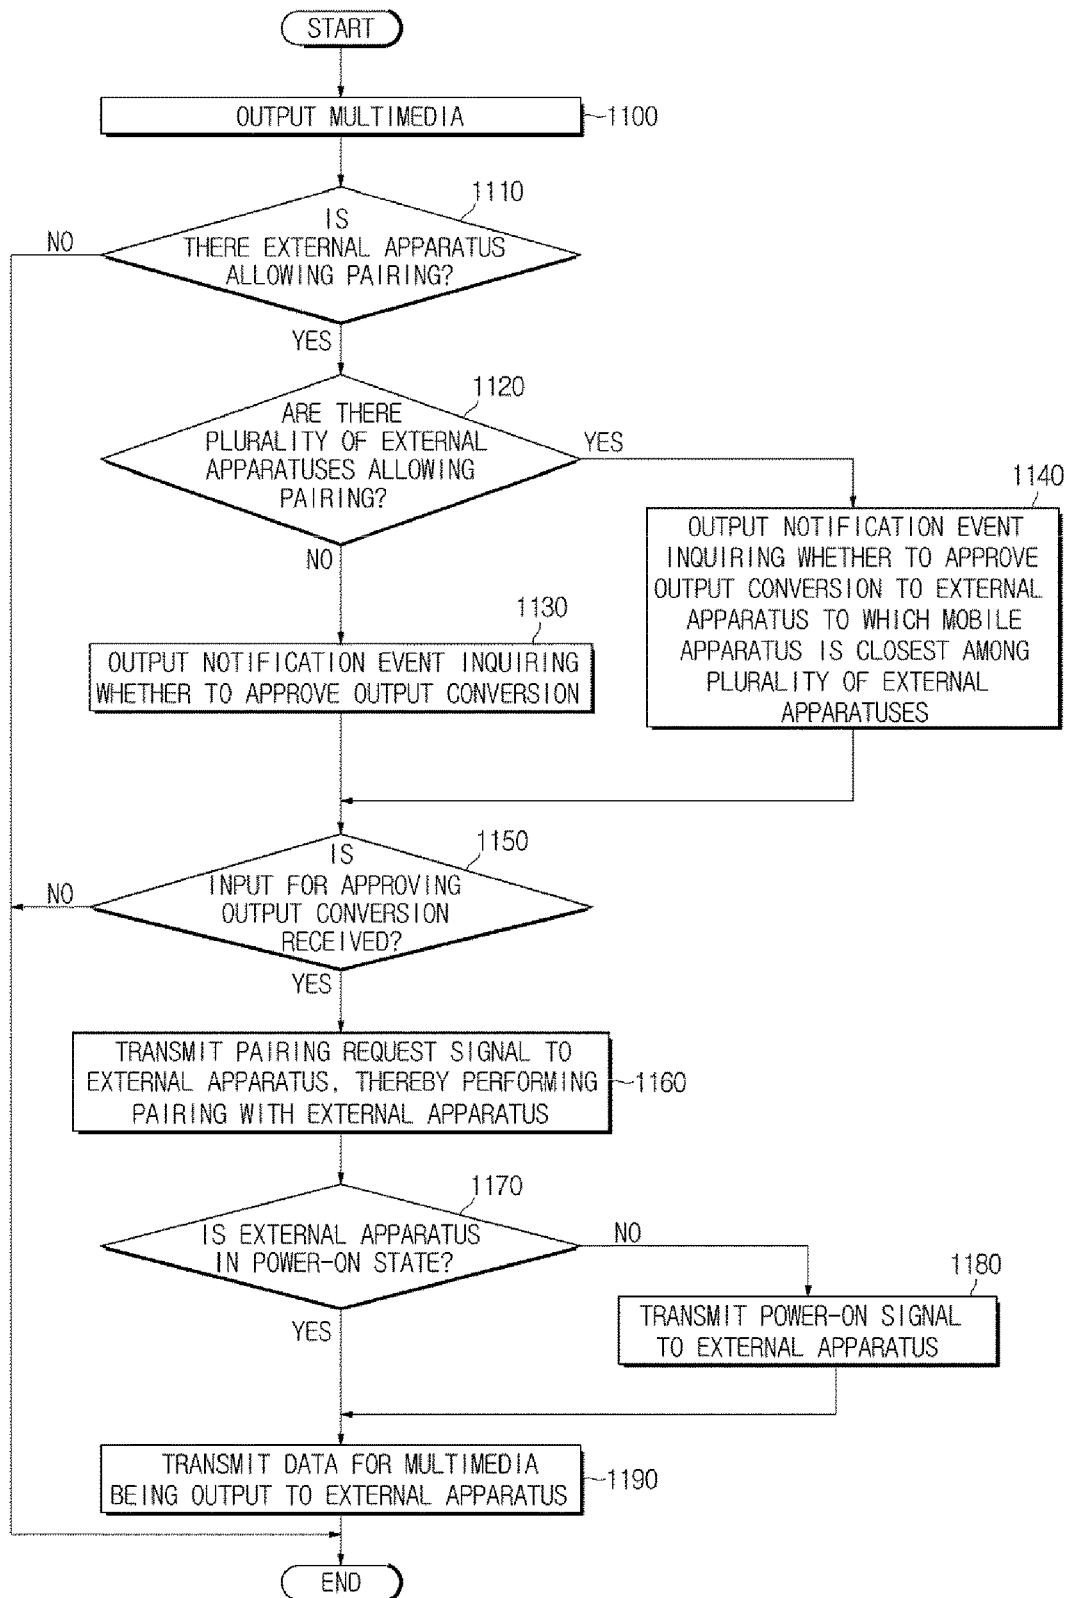 START
OUTPUT MULTIMEDIA
1100
1110
IS
THERE EXTERNAL APPARATUS
ALLOWING PAIRING?
NO
YES
1120
ARE THERE
PLURALITY OF EXTERNAL
APPARATUSES ALLOWING
PAIRING?
YES
NO
1140
OUTPUT NOTIFICATION EVENT
INQUIRING WHETHER TO APPROVE
OUTPUT CONVERSION TO EXTERNAL
APPARATUS TO WHICH MOBILE
APPARATUS IS CLOSEST AMONG
PLURALITY OF EXTERNAL
APPARATUSES
1130
OUTPUT NOTIFICATION EVENT INQUIRING
WHETHER TO APPROVE OUTPUT CONVERSION
1150
IS
INPUT FOR APPROVING
OUTPUT CONVERSION
RECEIVED?
NO
YES
TRANSMIT PAIRING REQUEST SIGNAL TO
EXTERNAL APPARATUS, THEREBY PERFORMING
PAIRING WITH EXTERNAL APPARATUS
1160
1170
IS EXTERNAL APPARATUS
IN POWER-ON STATE?
NO
YES
1180
TRANSMIT POWER-ON SIGNAL
TO EXTERNAL APPARATUS
TRANSMIT DATA FOR MULTIMEDIA
BEING OUTPUT TO EXTERNAL APPARATUS
1190
END